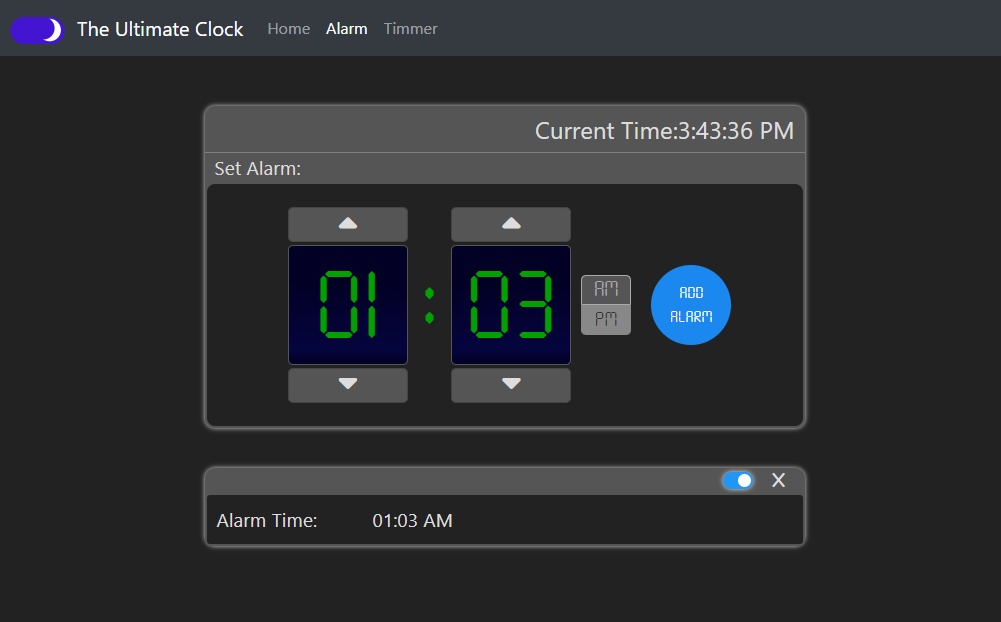 The Ultimate Clock Home Alarm Timmer
Current Time:3:43:36 PM
Set Alarm:
01 : 03
AM
PM
ADD
ALARM
X
Alarm Time: 01:03 AM